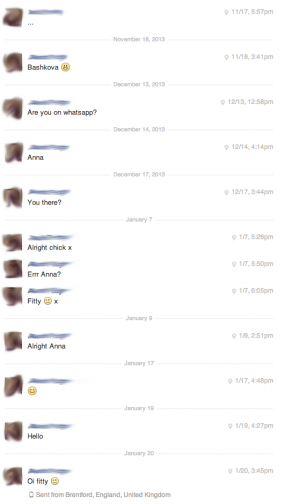 11/17, 5:57pm
...
November 18, 2013
11/18, 3:41pm
Bashkova 😃
December 13, 2013
12/13, 12:58pm
Are you on whatsapp?
December 14, 2013
12/14, 4:14pm
Anna
December 17, 2013
12/17, 3:44pm
You there?
January 7
1/7, 5:26pm
Alright chick x
1/7, 5:50pm
Errr Anna?
1/7, 5:05pm
Fitty 😕 x
January 9
1/9, 2:51pm
Alright Anna
January 17
1/17, 4:48pm
😊
January 19
1/19, 4:27pm
Hello
January 20
1/20, 3:45pm
Oi fitty 😊
Sent from Brentford, England, United Kingdom